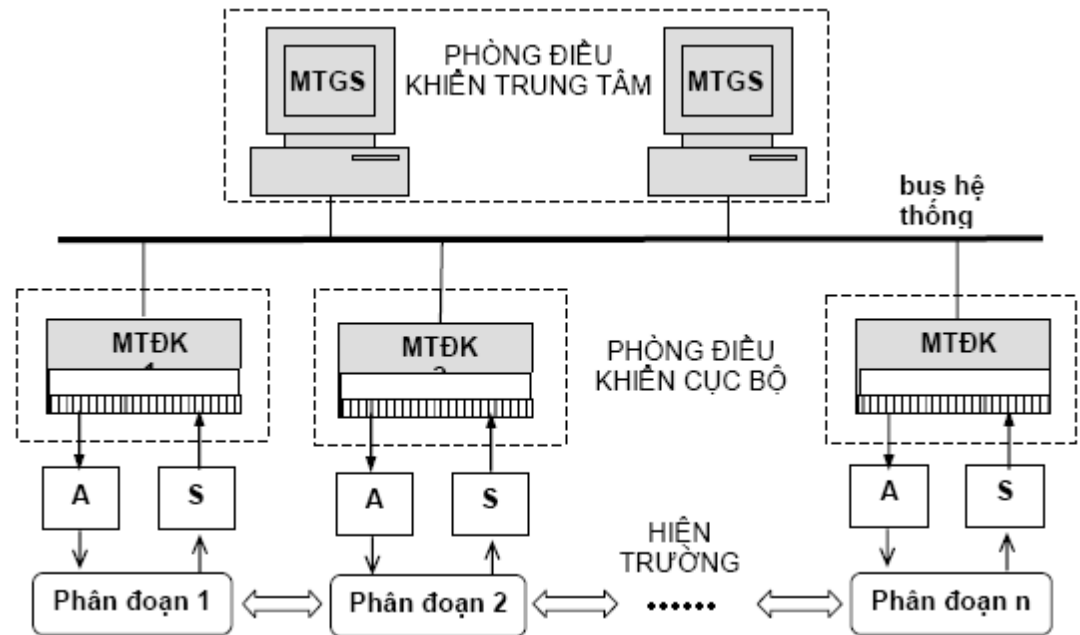 MTGS
PHÒNG ĐIỀU
KHIỂN TRUNG TÂM
MTGS
bus hệ
thống
MTĐK
MTĐK
PHÒNG ĐIỀU
KHIỂN CỤC BỘ
MTĐK
A
S
A
S
A
S
HIỆN
TRƯỜNG
Phân đoạn 1
Phân đoạn 2
......
Phân đoạn n